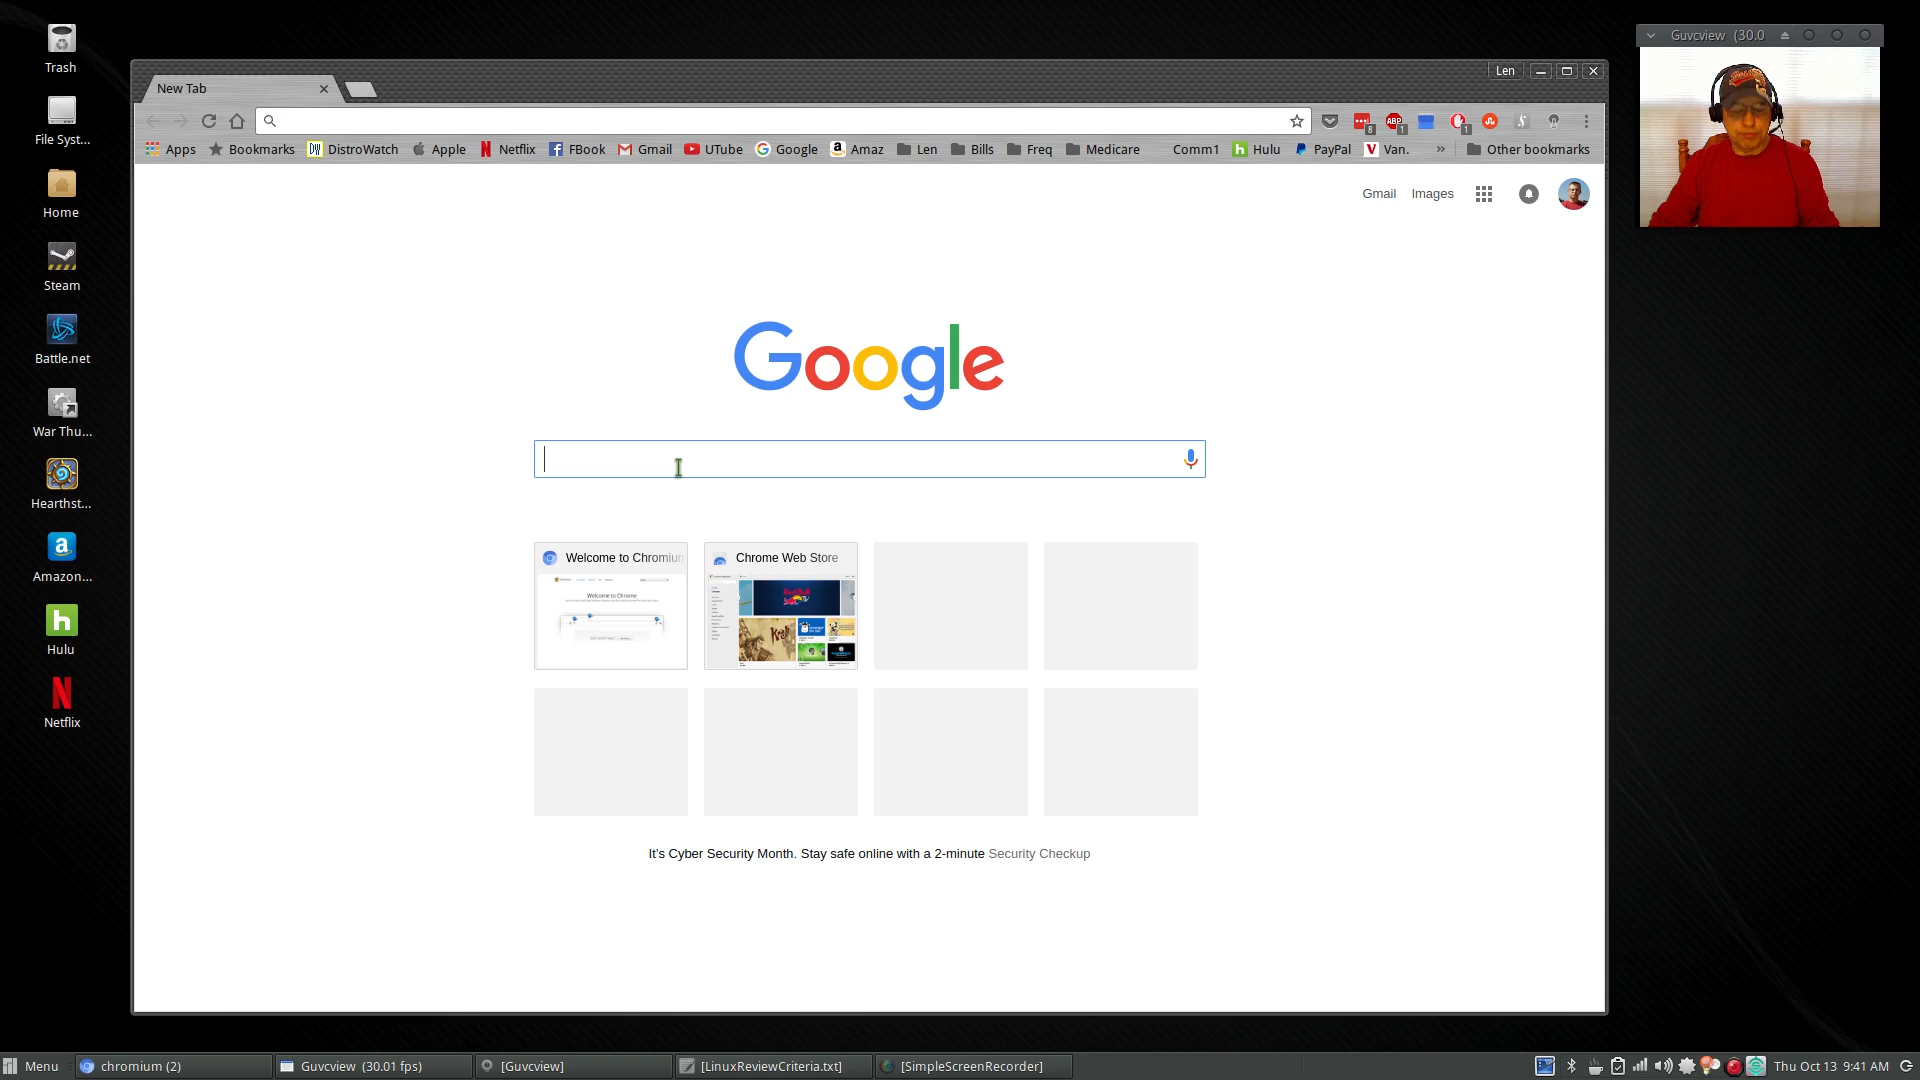 Trash
File Syst...
Home
Steam
Battle.net
War Thu...
Hearthst...
Amazon...
Hulu
Netflix
New Tab
Len
Apps Bookmarks DistroWatch Apple Netflix FBook Gmail UTube Google Amaz Len Bills Freq Medicare Comm1 Hulu PayPal Van. » Other bookmarks
Gmail Images
Google
Welcome to Chromium
Welcome to Chrome
Chrome Web Store
It's Cyber Security Month. Stay safe online with a 2-minute Security Checkup
Guvcview (30.0
Menu chromium (2) Guvcview (30.01 fps) [Guvcview] [LinuxReviewCriteria.txt] [SimpleScreenRecorder] Thu Oct 13 9:41 AM